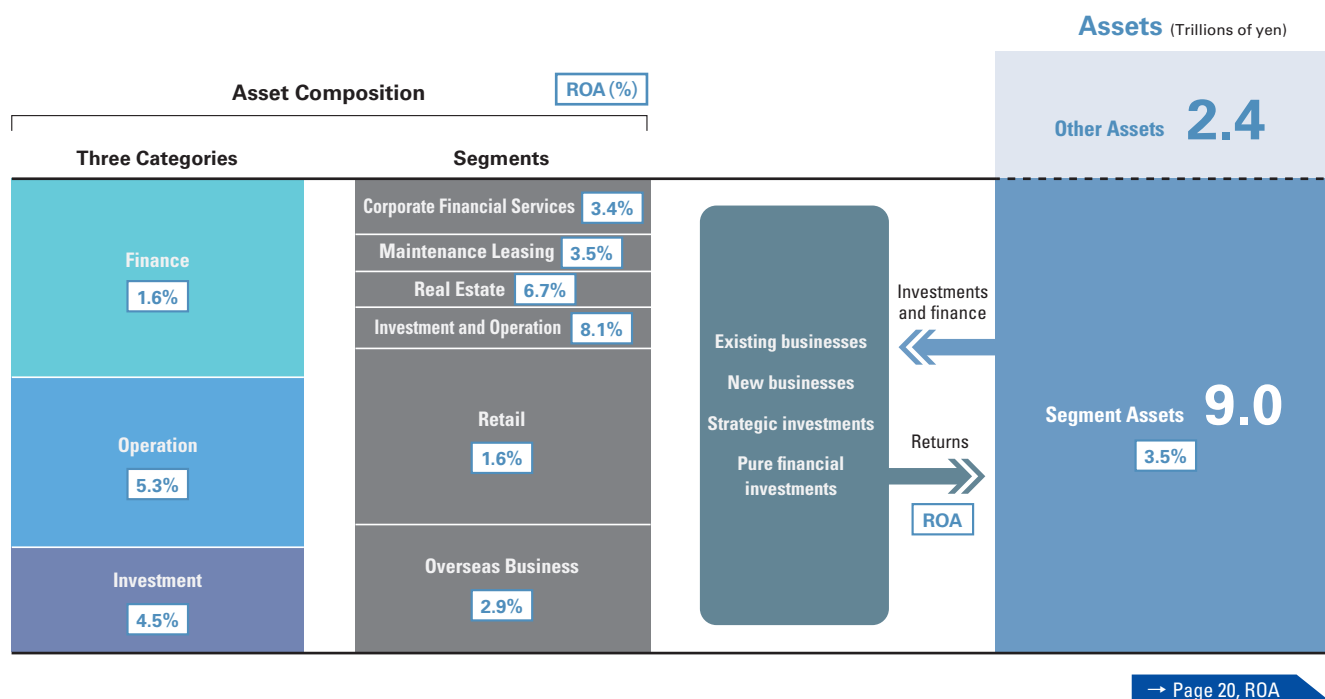 Assets (Trillions of yen)
Asset Composition
ROA (%)
Other Assets 2.4
Three Categories
Segments
Finance
1.6%
Operation
5.3%
Investment
4.5%
Corporate Financial Services 3.4%
Maintenance Leasing 3.5%
Real Estate 6.7%
Investment and Operation 8.1%
Retail
1.6%
Overseas Business
2.9%
Existing businesses
New businesses
Strategic investments
Pure financial
investments
Investments
and finance
Returns
ROA
Segment Assets 9.0
3.5%
→ Page 20, ROA